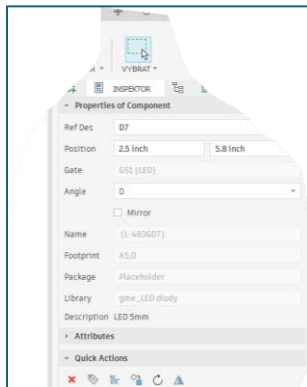 VYBRAT
INSPEKTOR
Properties of Component
Ref Des D7
Position 2.5 inch 5.8 inch
Gate G$1 (LED)
Angle 0
Mirror
Name (L-483GDT)
Footprint A5,0
Package Placeholder
Library gme_LED diody
Description LED 5mm
Attributes
Quick Actions